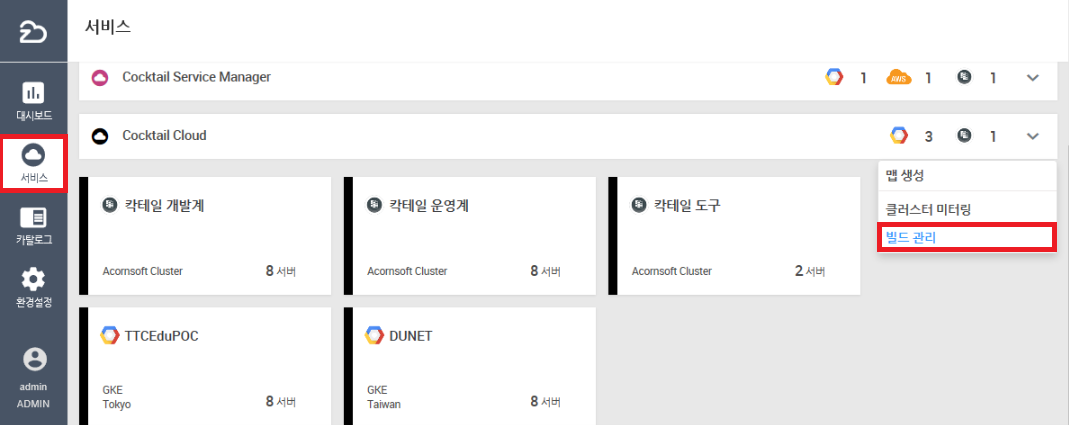 서비스
대시보드
서비스
카탈로그
환경설정
admin
ADMIN
Cocktail Service Manager 1 AWS 1 1
Cocktail Cloud 3 1
맵 생성
클러스터 미터링
빌드 관리
칵테일 개발계
Acornsoft Cluster 8 서버
칵테일 운영계
Acornsoft Cluster 8 서버
칵테일 도구
Acornsoft Cluster 2 서버
TTCEduPOC
GKE
Tokyo 8 서버
DUNET
GKE
Taiwan 8 서버